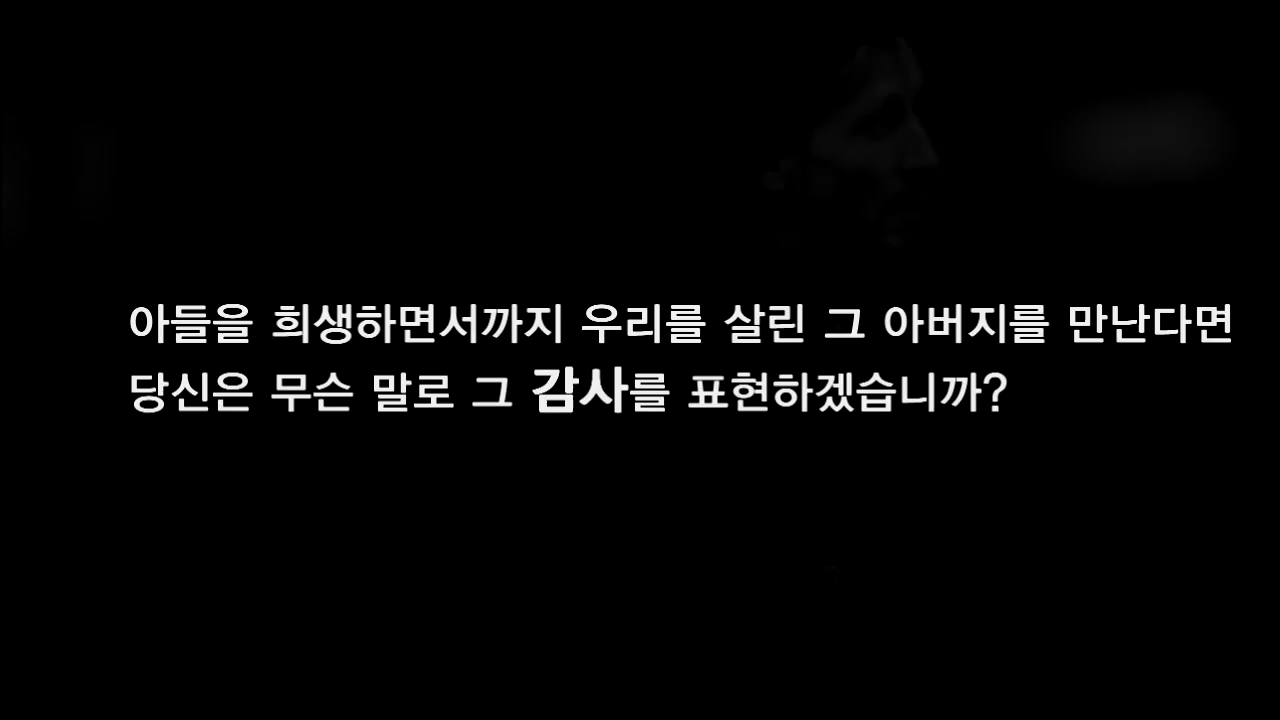 아들을 희생하면서까지 우리를 살린 그 아버지를 만난다면
당신은 무슨 말로 그 감사를 표현하겠습니까?